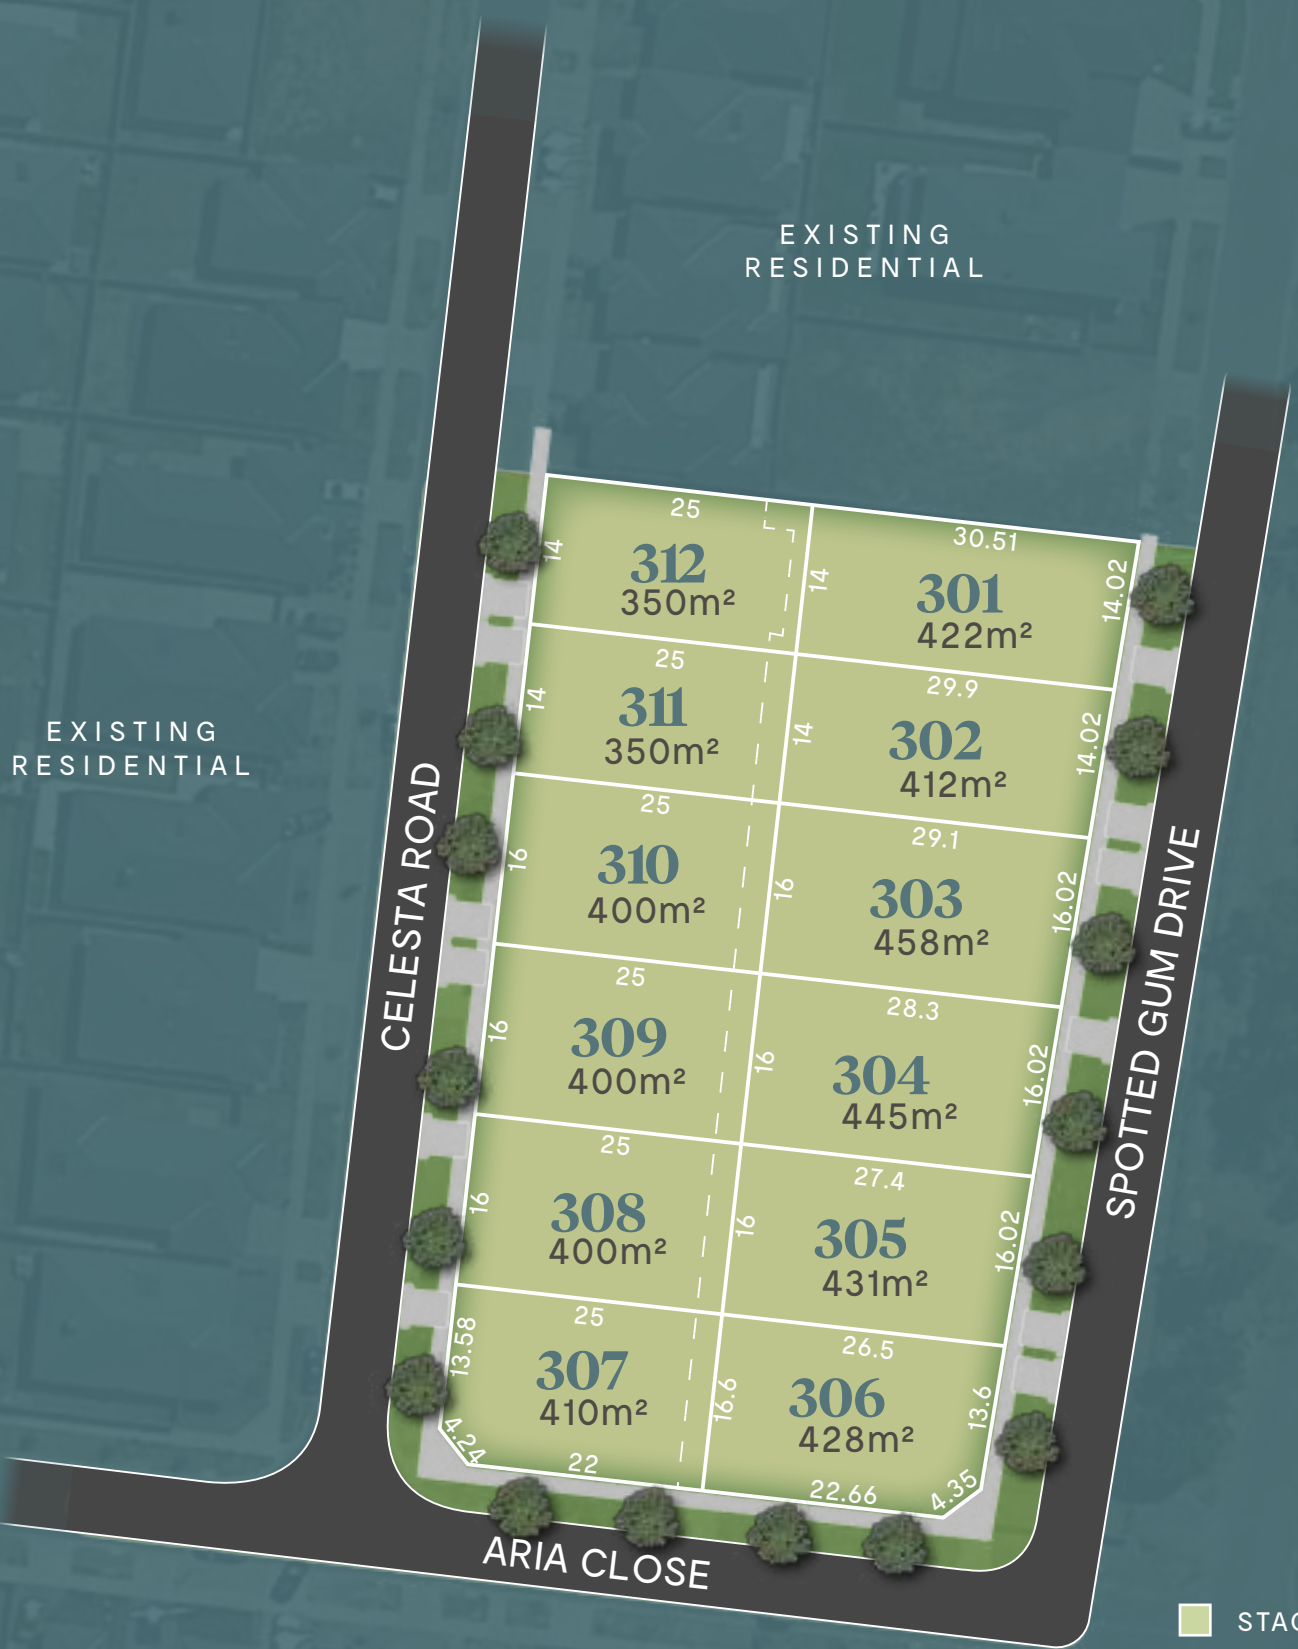 EXISTING
RESIDENTIAL
25
30.51
14
312
350m²
14
301
422m²
14.02
25
29.9
14
311
350m²
14
302
412m²
14.02
EXISTING
RESIDENTIAL
25
29.1
16
310
400m²
16
303
458m²
16.02
CELESTA ROAD
SPOTTED GUM DRIVE
25
28.3
16
309
400m²
16
304
445m²
16.02
25
27.4
16
308
400m²
16
305
431m²
16.02
25
26.5
13.58
307
410m²
16.6
306
428m²
13.6
4.24
22
22.66
4.35
ARIA CLOSE